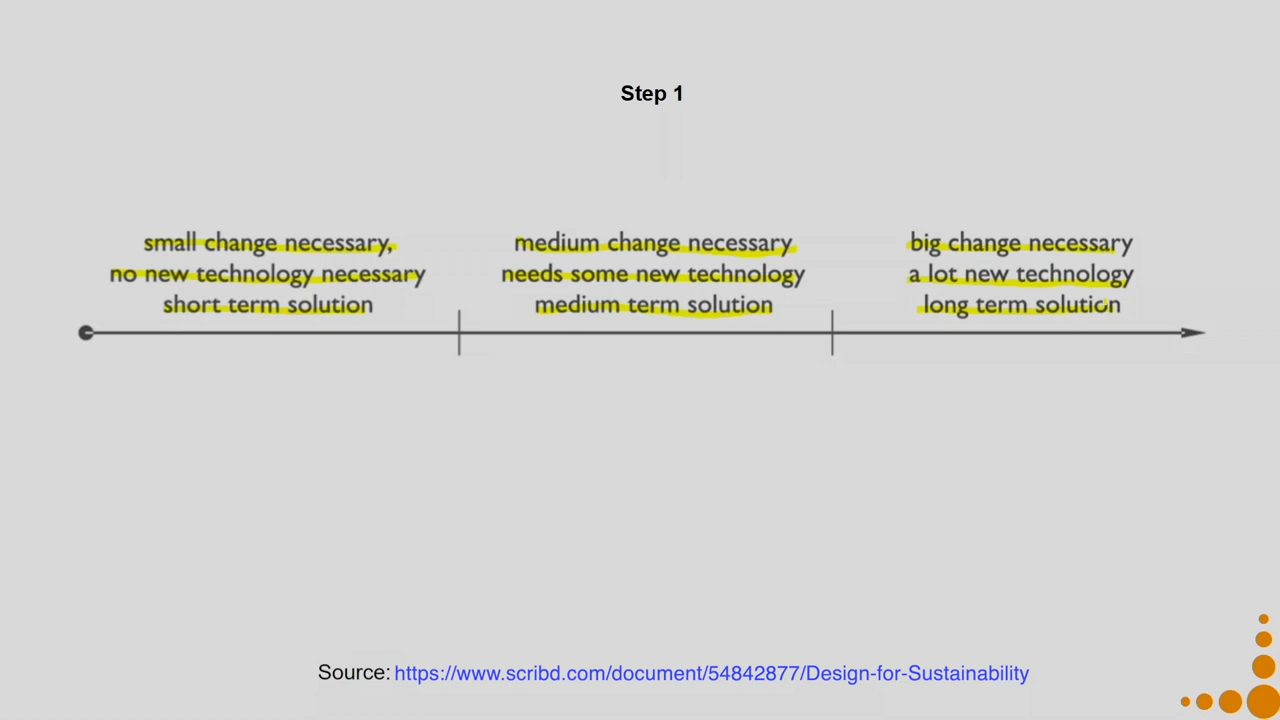 Step 1
small change necessary,
no new technology necessary
short term solution
medium change necessary
needs some new technology
medium term solution
big change necessary
a lot new technology
long term solution
Source: https://www.scribd.com/document/54842877/Design-for-Sustainability